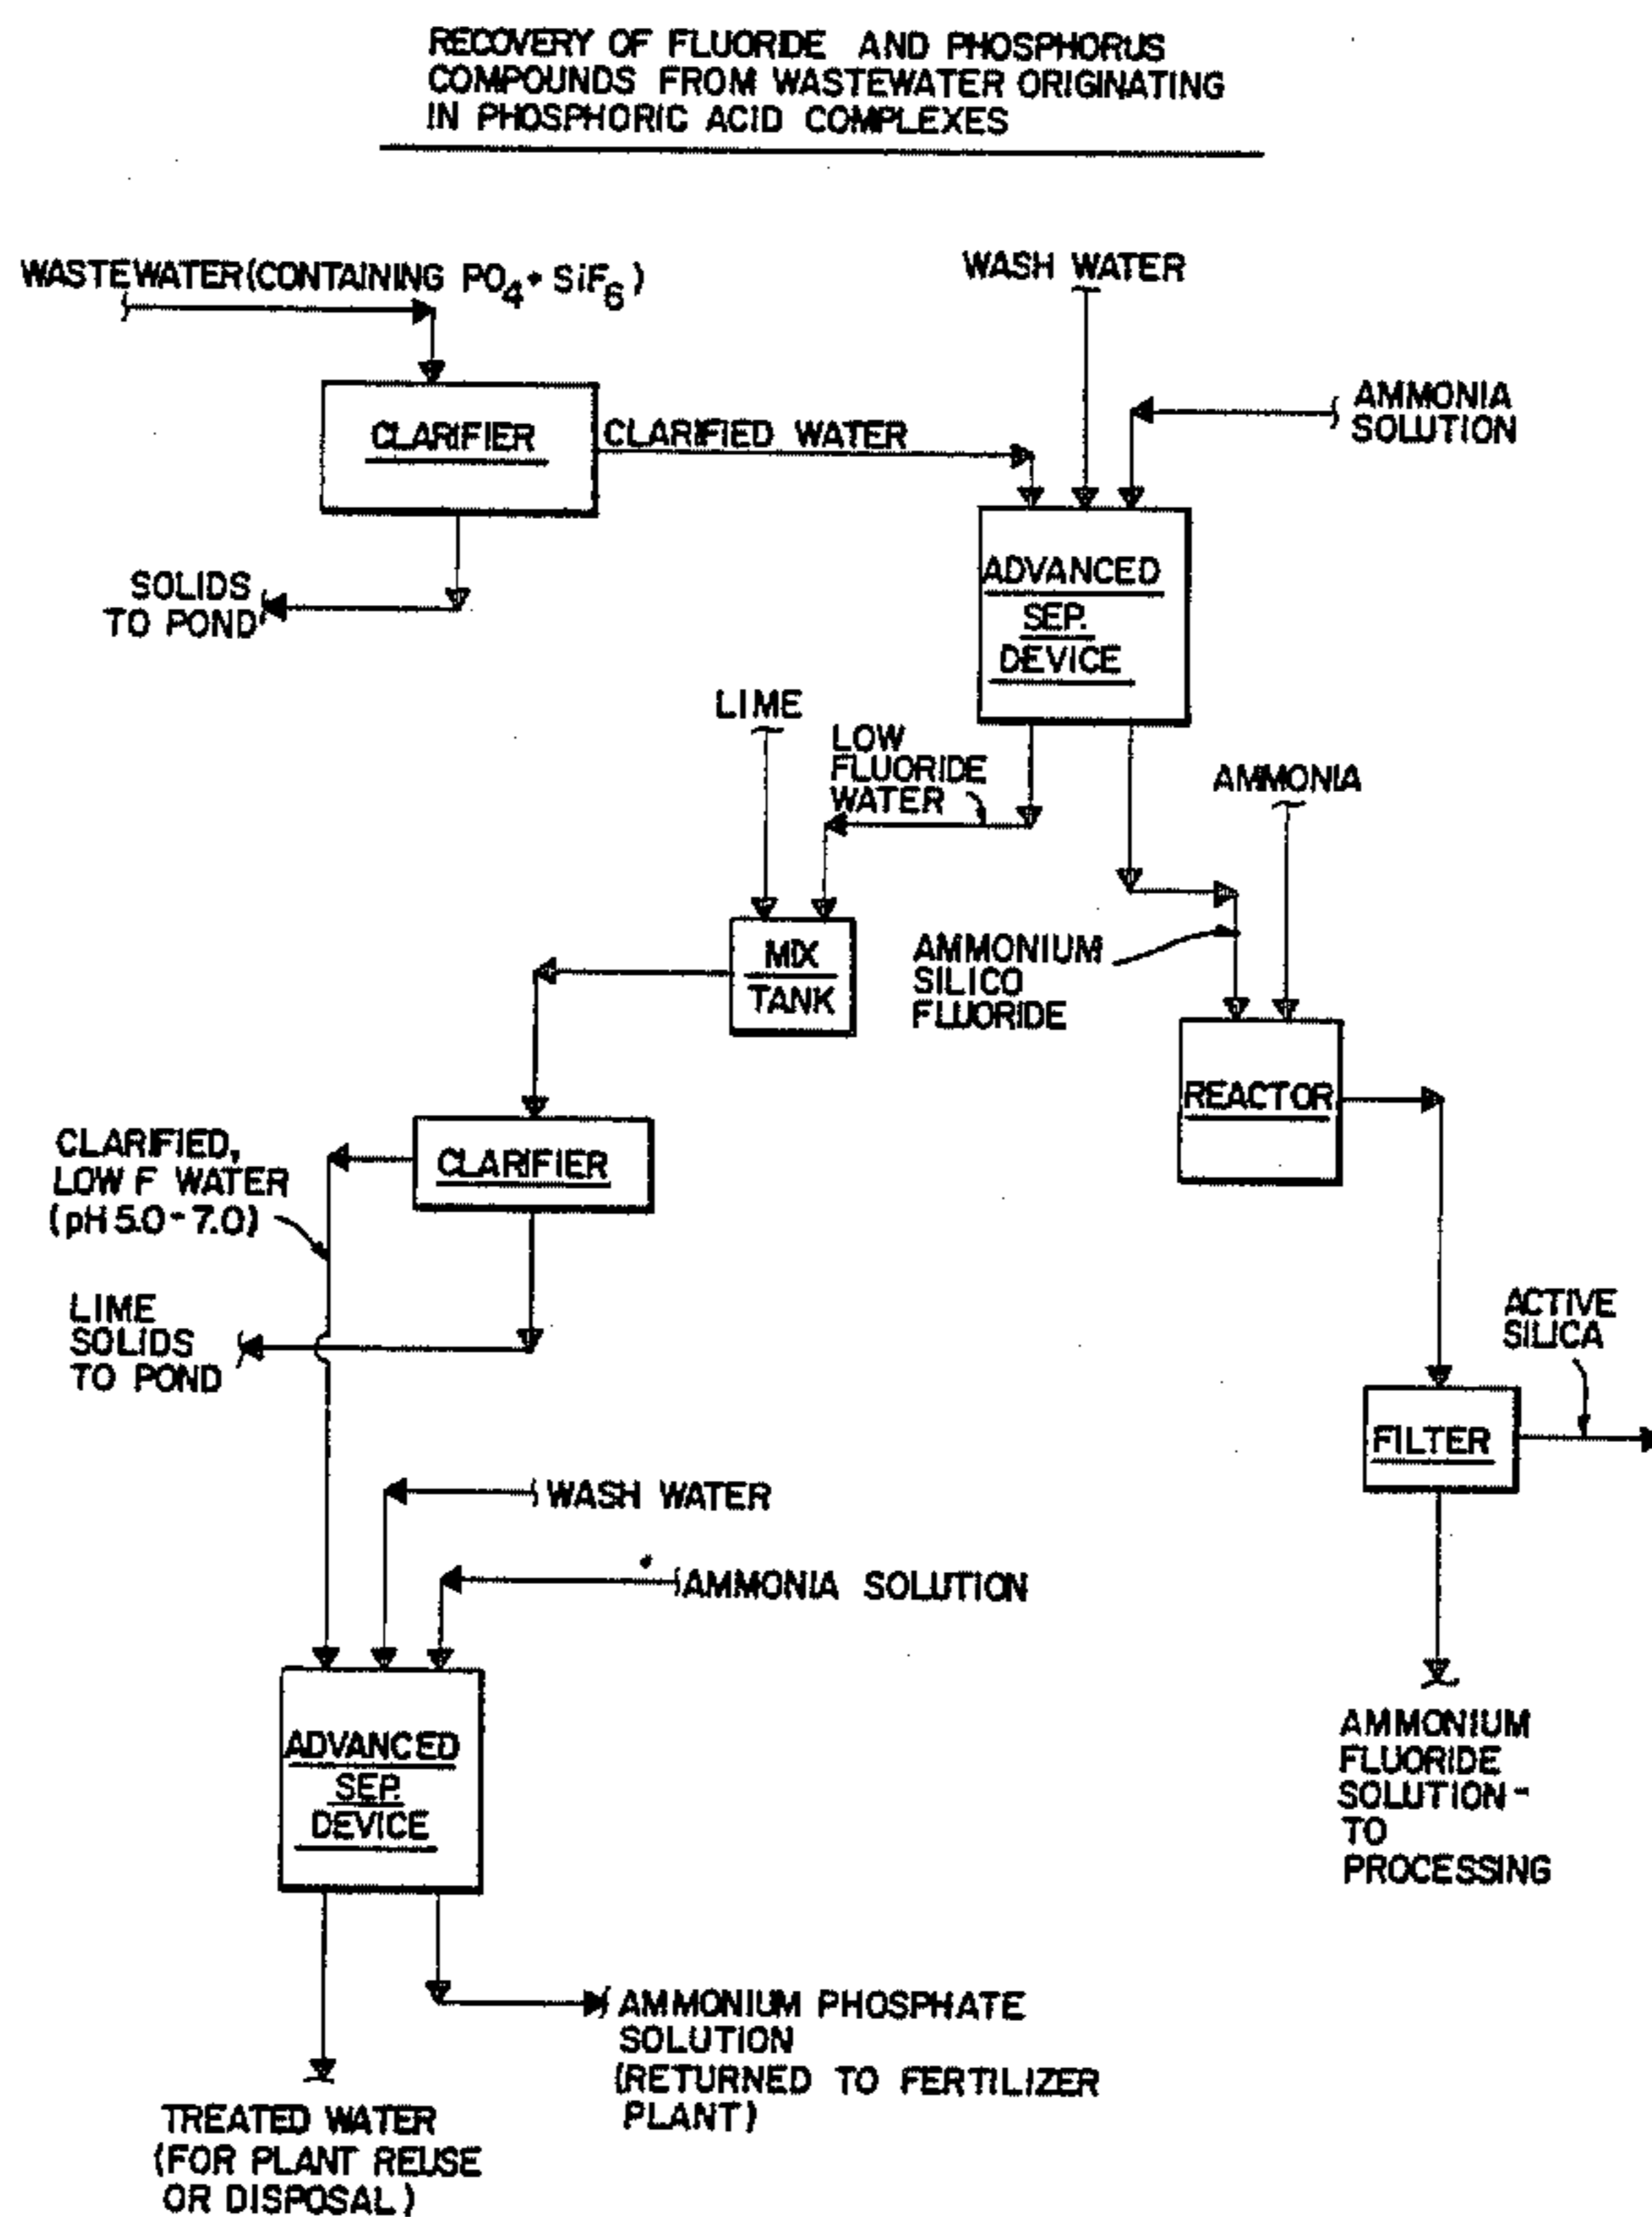 RECOVERY OF FLUORIDE AND PHOSPHORUS
COMPOUNDS FROM WASTEWATER ORIGINATING
IN PHOSPHORIC ACID COMPLEXES
WASTEWATER (CONTAINING PO4 + SiF6)
WASH WATER
AMMONIA
SOLUTION
CLARIFIER
CLARIFIED WATER
SOLIDS
TO POND
ADVANCED
SEP.
DEVICE
LIME
LOW
FLUORIDE
WATER
AMMONIA
MIX
TANK
AMMONIUM
SILICO
FLUORIDE
REACTOR
CLARIFIED,
LOW F WATER
(pH 5.0-7.0)
CLARIFIER
LIME
SOLIDS
TO POND
ACTIVE
SILICA
FILTER
WASH WATER
AMMONIA SOLUTION
ADVANCED
SEP.
DEVICE
AMMONIUM
FLUORIDE
SOLUTION-
TO
PROCESSING
AMMONIUM PHOSPHATE
SOLUTION
(RETURNED TO FERTILIZER
PLANT)
TREATED WATER
(FOR PLANT REUSE
OR DISPOSAL)